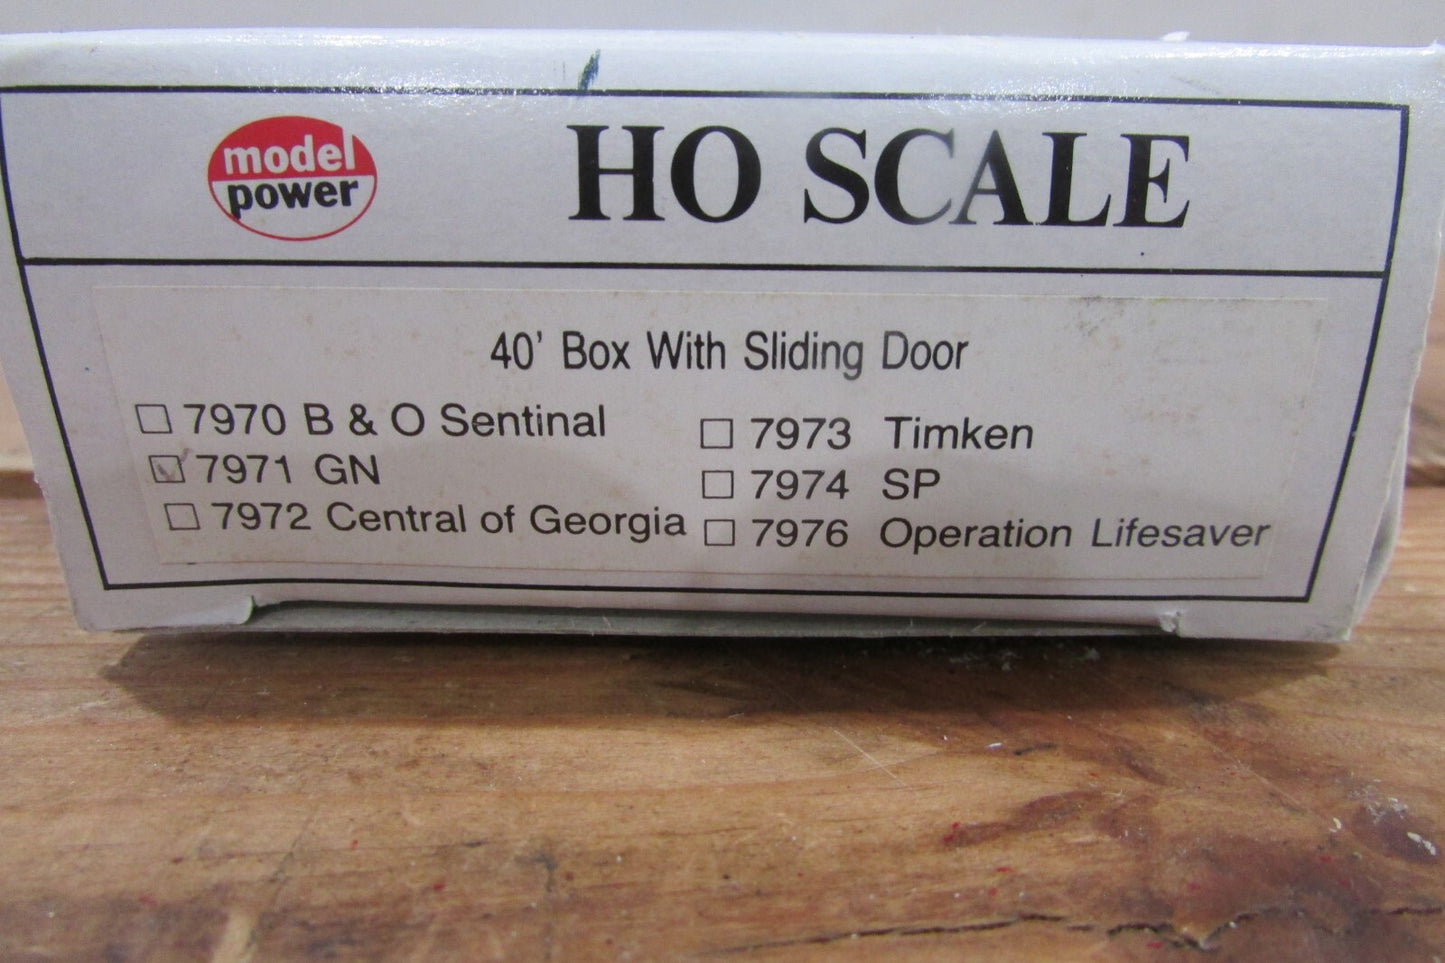 model
power
HO SCALE
40' Box With Sliding Door
7970 B & O Sentinal
7971 GN
7972 Central of Georgia
7973 Timken
7974 SP
7976 Operation Lifesaver